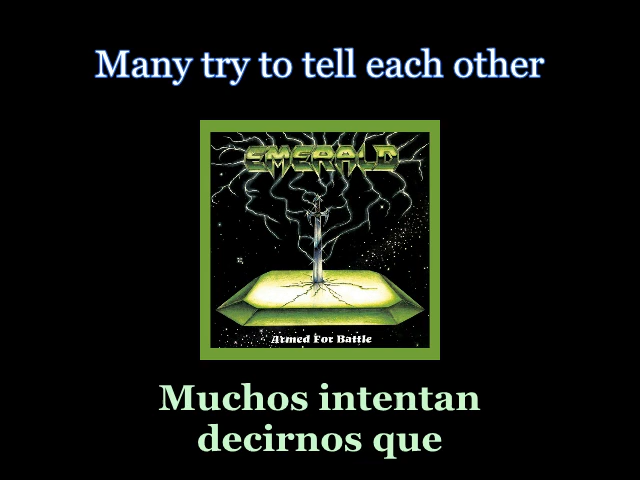 Many try to tell each other
EMERALD
Armed For Battle
Muchos intentan
decirnos que